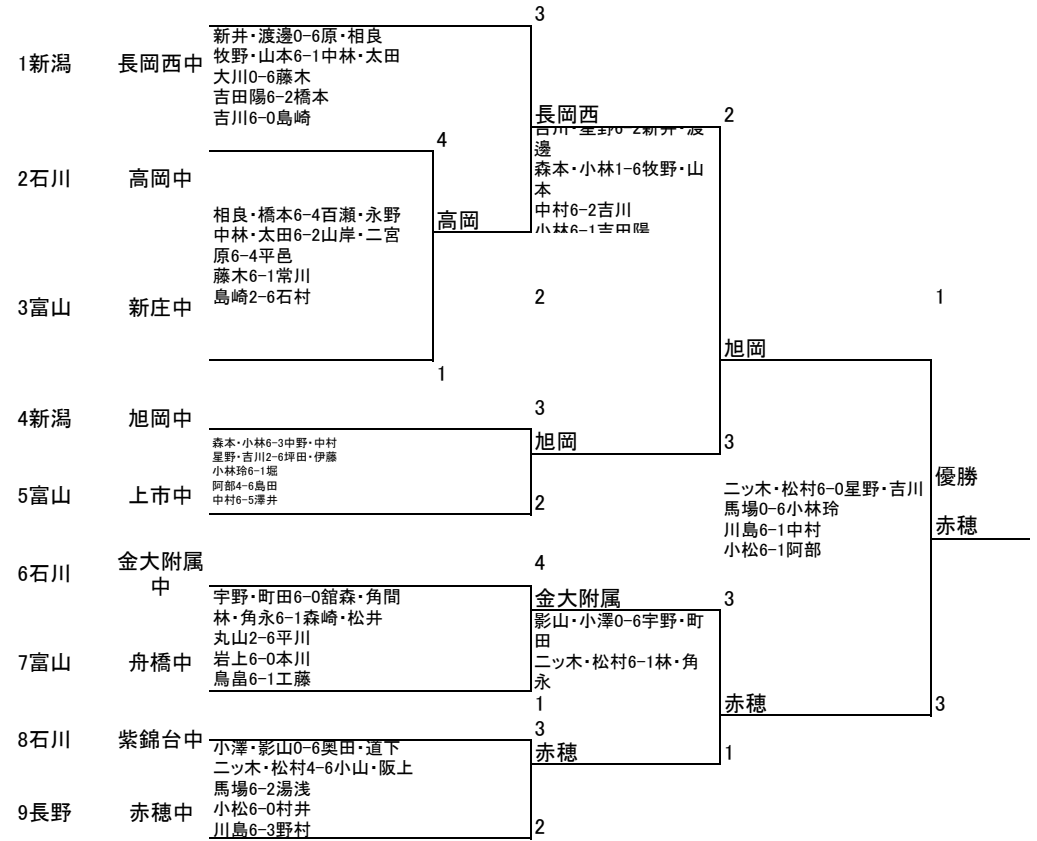 3
1新潟 長岡西中
新井・渡邊0-6原・相良
牧野・山本6-1中林・太田
大川0-6藤木
吉田陽6-2橋本
吉川6-0島崎
長岡西
2
4
吉川・星野6-2新井・渡
邊
森本・小林1-6牧野・山
本
中村6-2吉川
小林6-1吉田陽
2石川 高岡中
高岡
相良・橋本6-4百瀬・永野
中林・太田6-2山岸・二宮
原6-4平邑
藤木6-1常川
島崎2-6石村
3富山 新庄中
2
1
旭岡
1
4新潟 旭岡中
3
旭岡
3
森本・小林6-3中野・中村
星野・吉川2-6坪田・伊藤
小林玲6-1堀
阿部4-6島田
中村6-5澤井
5富山 上市中
2
二ッ木・松村6-0星野・吉川
馬場0-6小林玲
川島6-1中村
小松6-1阿部
優勝
赤穂
6石川 金大附属
中
4
金大附属
3
宇野・町田6-0舘森・角間
林・角永6-1森崎・松井
丸山2-6平川
岩上6-0本川
鳥畠6-1工藤
影山・小澤0-6宇野・町
田
二ッ木・松村6-1林・角
永
7富山 舟橋中
1
赤穂
3
8石川 紫錦台中
3
赤穂
1
小澤・影山0-6奥田・道下
二ッ木・松村4-6小山・阪上
馬場6-2湯浅
小松6-0村井
川島6-3野村
9長野 赤穂中
2